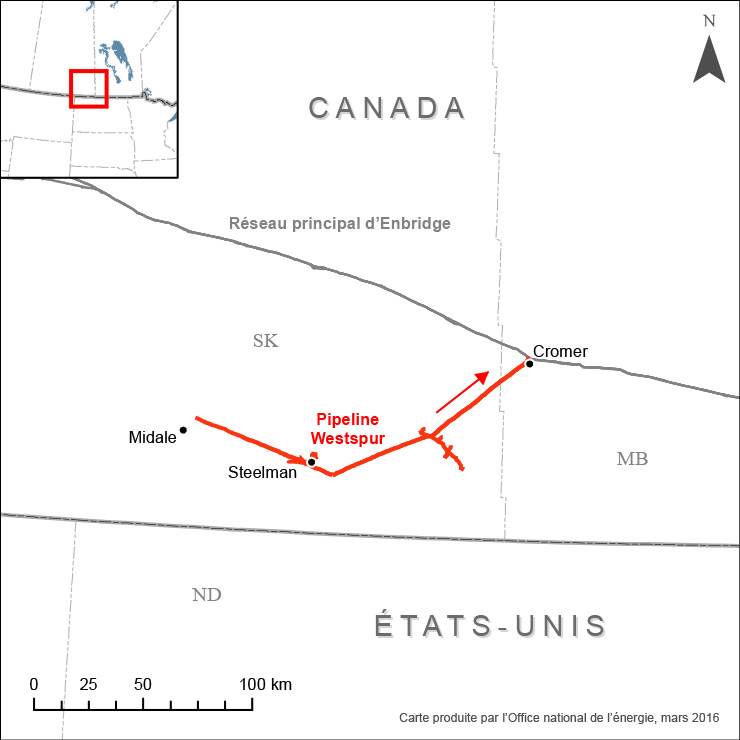 N
CANADA
Réseau principal d’Enbridge
SK
Cromer
Pipeline
Westspur
Midale
Steelman
MB
ND
ÉTATS-UNIS
0 25 50 100 km
Carte produite par l’Office national de l’énergie, mars 2016